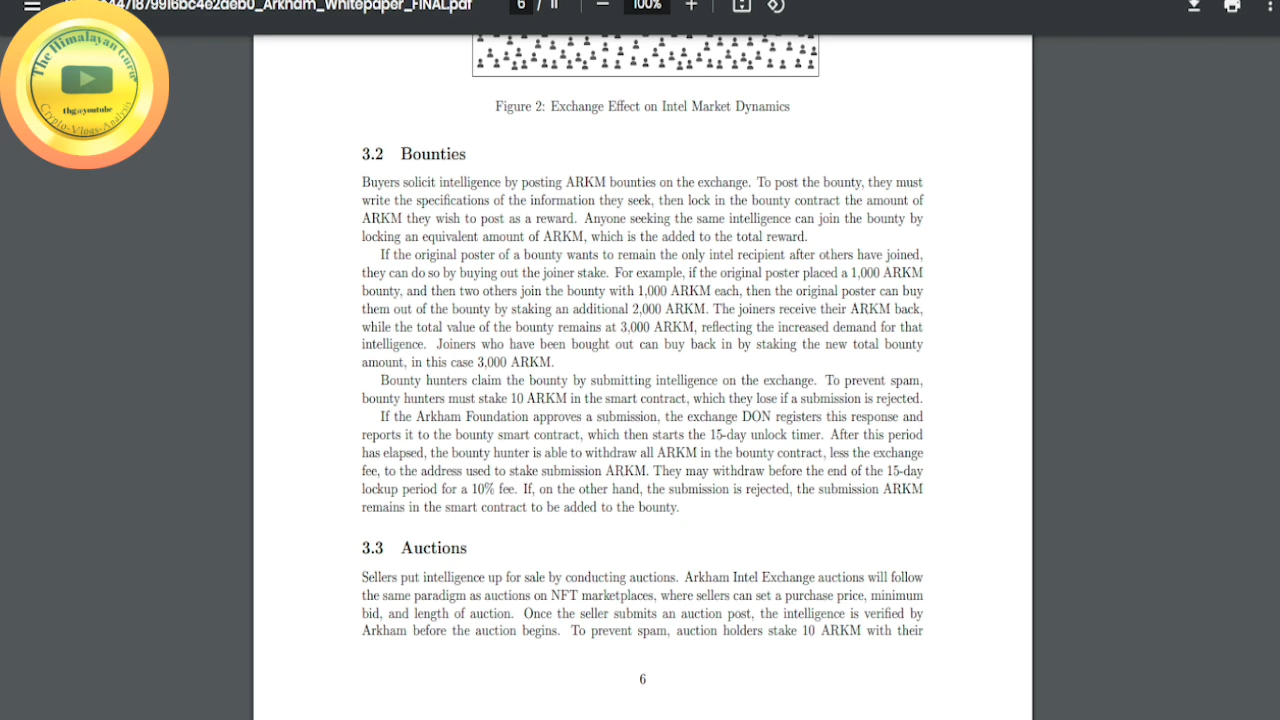 4471879916bc4e2deb0_Arkham_Whitepaper_FINAL.pdf
6 / 11
100%
The Himalayan Guru
thg@youtube
Crypto-Vlogs-Analysis
Figure 2: Exchange Effect on Intel Market Dynamics
3.2 Bounties
Buyers solicit intelligence by posting ARKM bounties on the exchange. To post the bounty, they must
write the specifications of the information they seek, then lock in the bounty contract the amount of
ARKM they wish to post as a reward. Anyone seeking the same intelligence can join the bounty by
locking an equivalent amount of ARKM, which is the added to the total reward.
If the original poster of a bounty wants to remain the only intel recipient after others have joined,
they can do so by buying out the joiner stake. For example, if the original poster placed a 1,000 ARKM
bounty, and then two others join the bounty with 1,000 ARKM each, then the original poster can buy
them out of the bounty by staking an additional 2,000 ARKM. The joiners receive their ARKM back,
while the total value of the bounty remains at 3,000 ARKM, reflecting the increased demand for that
intelligence. Joiners who have been bought out can buy back in by staking the new total bounty
amount, in this case 3,000 ARKM.
Bounty hunters claim the bounty by submitting intelligence on the exchange. To prevent spam,
bounty hunters must stake 10 ARKM in the smart contract, which they lose if a submission is rejected.
If the Arkham Foundation approves a submission, the exchange DON registers this response and
reports it to the bounty smart contract, which then starts the 15-day unlock timer. After this period
has elapsed, the bounty hunter is able to withdraw all ARKM in the bounty contract, less the exchange
fee, to the address used to stake submission ARKM. They may withdraw before the end of the 15-day
lockup period for a 10% fee. If, on the other hand, the submission is rejected, the submission ARKM
remains in the smart contract to be added to the bounty.
3.3 Auctions
Sellers put intelligence up for sale by conducting auctions. Arkham Intel Exchange auctions will follow
the same paradigm as auctions on NFT marketplaces, where sellers can set a purchase price, minimum
bid, and length of auction. Once the seller submits an auction post, the intelligence is verified by
Arkham before the auction begins. To prevent spam, auction holders stake 10 ARKM with their
6